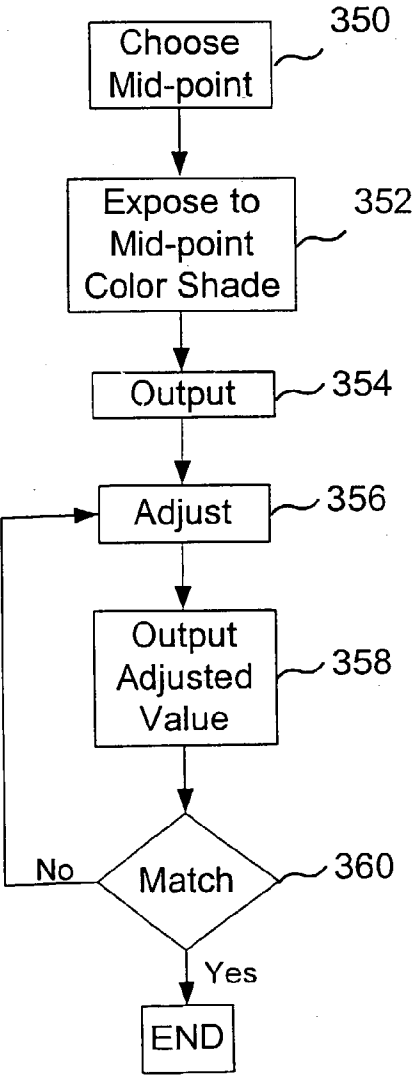 350
Choose
Mid-point
352
Expose to
Mid-point
Color Shade
354
Output
356
Adjust
Output
Adjusted
Value
358
No
Match
360
Yes
END